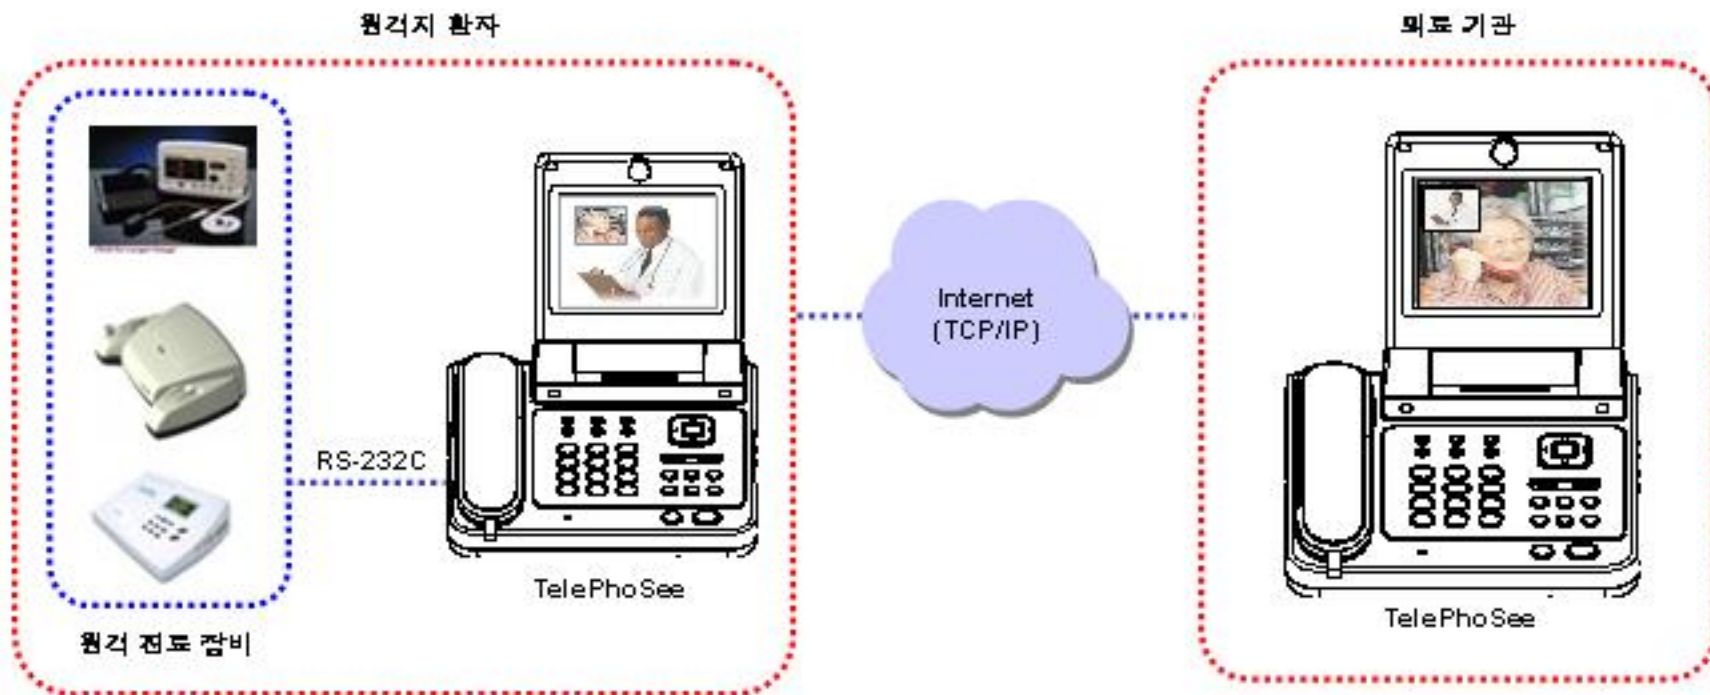 원격지 환자
의료 기관
Internet
(TCP/IP)
RS-232C
TelePhoSee
TelePhoSee
원격 진료 장비